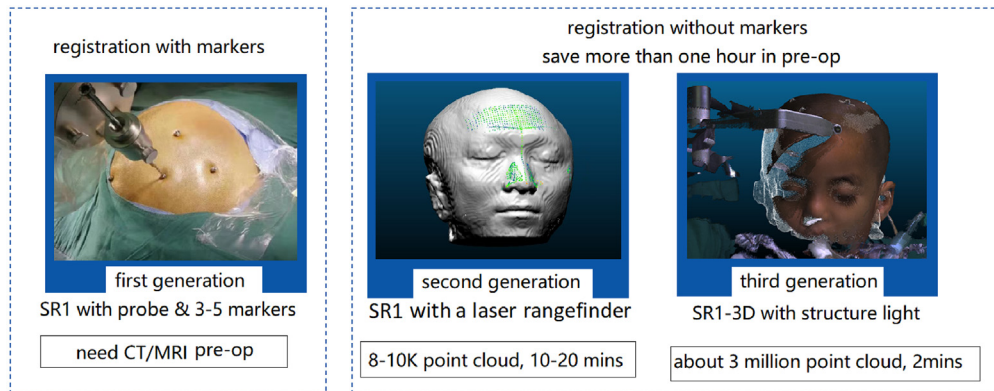 registration with markers
first generation
SR1 with probe & 3-5 markers
need CT/MRI pre-op
registration without markers
save more than one hour in pre-op
second generation
SR1 with a laser rangefinder
8-10K point cloud, 10-20 mins
third generation
SR1-3D with structure light
about 3 million point cloud, 2mins